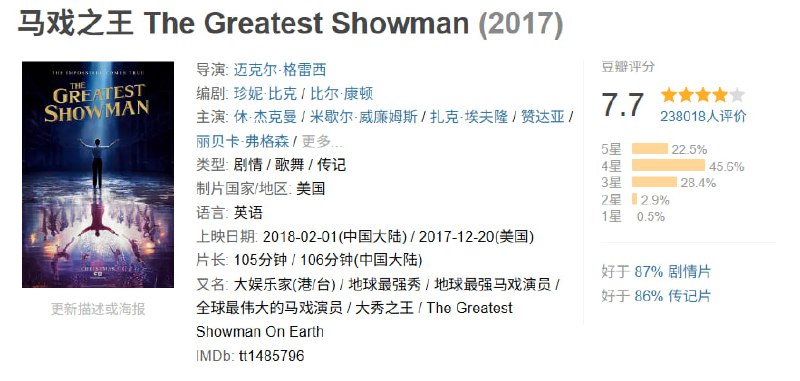 马戏之王 The Greatest Showman (2017)
THE IMPOSSIBLE COMES TRUE
THE
GREATEST
SHOWMAN
CHRISTMAS
更新描述或海报
导演: 迈克尔·格雷西
编剧: 珍妮·比克 / 比尔·康顿
主演: 休·杰克曼 / 米歇尔·威廉姆斯 / 扎克·埃夫隆 / 赞达亚 /
丽贝卡·弗格森 / 更多...
类型: 剧情 / 歌舞 / 传记
制片国家/地区: 美国
语言: 英语
上映日期: 2018-02-01(中国大陆) / 2017-12-20(美国)
片长: 105分钟 / 106分钟(中国大陆)
又名: 大娱乐家(港/台) / 地球最强秀 / 地球最强马戏演员 /
全球最伟大的马戏演员 / 大秀之王 / The Greatest
Showman On Earth
IMDb: tt1485796
豆瓣评分
7.7
238018人评价
5星 22.5%
4星 45.6%
3星 28.4%
2星 2.9%
1星 0.5%
好于 87% 剧情片
好于 86% 传记片